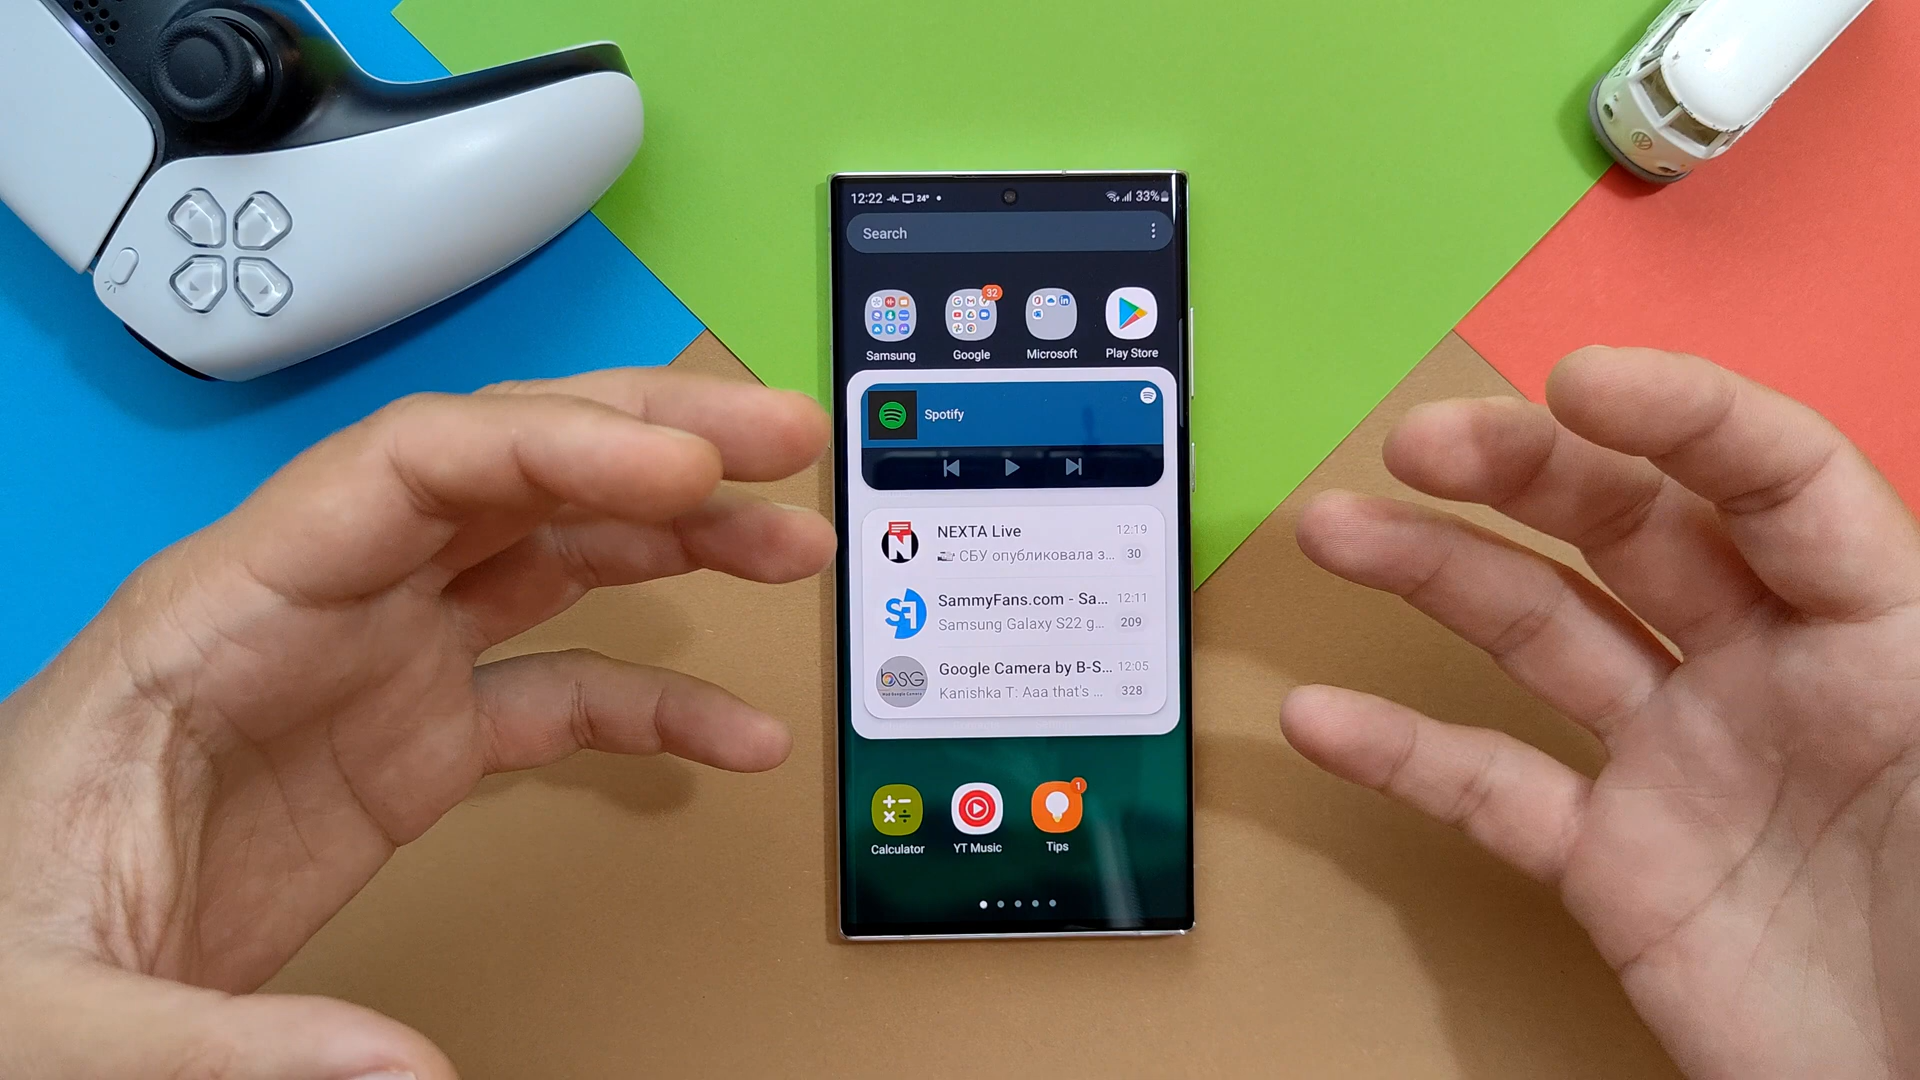 12:22 24° 33%
Search
32
Samsung Google Microsoft Play Store
Spotify
NEXTA Live 12:19
СБУ опубликовала з... 30
SammyFans.com - Sa... 12:11
Samsung Galaxy S22 g... 209
Google Camera by B-S... 12:05
Kanishka T: Aaa that's ... 328
1
Calculator YT Music Tips